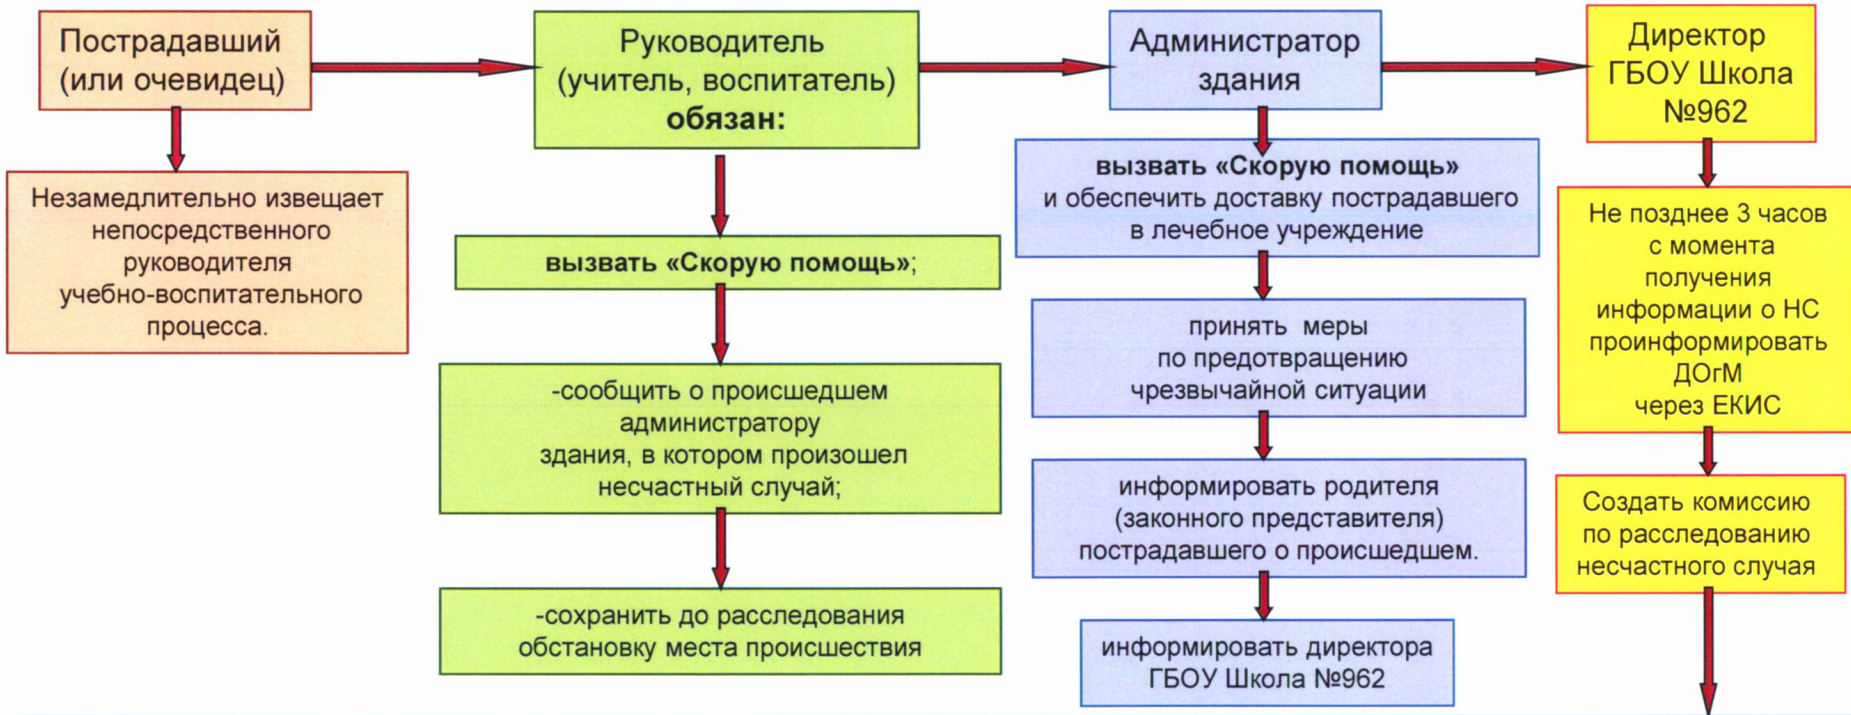 Пострадавший
(или очевидец)
Незамедлительно извещает
непосредственного
руководителя
учебно-воспитательного
процесса.
Руководитель
(учитель, воспитатель)
обязан:
вызвать «Скорую помощь»;
-сообщить о происшедшем
администратору
здания, в котором произошел
несчастный случай;
-сохранить до расследования
обстановку места происшествия
Администратор
здания
вызвать «Скорую помощь»
и обеспечить доставку пострадавшего
в лечебное учреждение
принять меры
по предотвращению
чрезвычайной ситуации
информировать родителя
(законного представителя)
пострадавшего о происшедшем.
информировать директора
ГБОУ Школа №962
Директор
ГБОУ Школа
№962
Не позднее 3 часов
с момента
получения
информации о НС
проинформировать
ДОгМ
через ЕКИС
Создать комиссию
по расследованию
несчастного случая